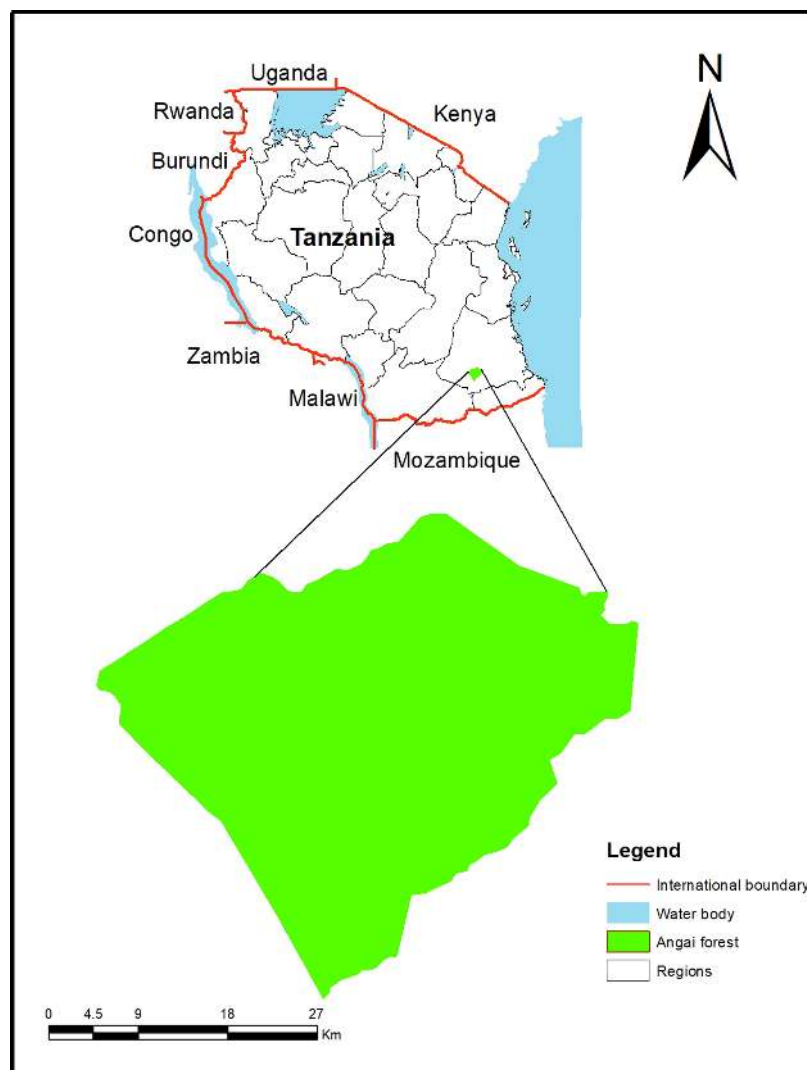 N
Uganda
Rwanda
Kenya
Burundi
Congo
Tanzania
Zambia
Malawi
Mozambique
Legend
International boundary
Water body
Angai forest
Regions
0 4.5 9 18 27
Km